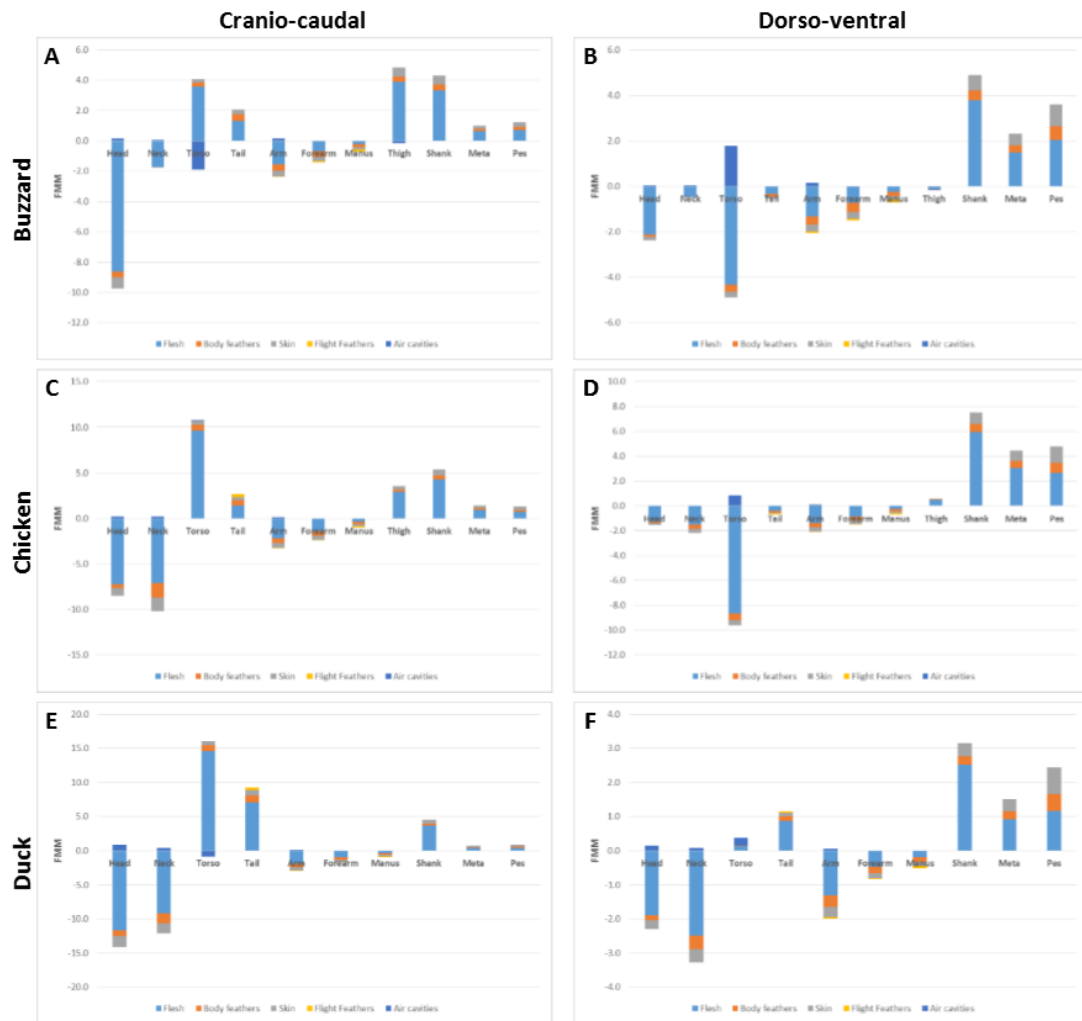 Cranio-caudal
Dorso-ventral
Buzzard
A
6.0
4.0
2.0
0.0
-2.0
-4.0
-6.0
-8.0
-10.0
-12.0
FMM
Head Neck Torso Tail Arm Forearm Manus Thigh Shank Meta Pes
Flesh Body feathers Skin Flight Feathers Air cavities
B
6.0
4.0
2.0
0.0
-2.0
-4.0
-6.0
FMM
Head Neck Torso Tail Arm Forearm Manus Thigh Shank Meta Pes
Flesh Body feathers Skin Flight Feathers Air cavities
Chicken
C
15.0
10.0
5.0
0.0
-5.0
-10.0
-15.0
FMM
Head Neck Torso Tail Arm Forearm Manus Thigh Shank Meta Pes
Flesh Body feathers Skin Flight Feathers Air cavities
D
10.0
8.0
6.0
4.0
2.0
0.0
-2.0
-4.0
-6.0
-8.0
-10.0
-12.0
FMM
Head Neck Torso Tail Arm Forearm Manus Thigh Shank Meta Pes
Flesh Body feathers Skin Flight Feathers Air cavities
Duck
E
20.0
15.0
10.0
5.0
0.0
-5.0
-10.0
-15.0
-20.0
FMM
Head Neck Torso Tail Arm Forearm Manus Shank Meta Pes
Flesh Body feathers Skin Flight Feathers Air cavities
F
4.0
3.0
2.0
1.0
0.0
-1.0
-2.0
-3.0
-4.0
FMM
Head Neck Torso Tail Arm Forearm Manus Shank Meta Pes
Flesh Body feathers Skin Flight Feathers Air cavities